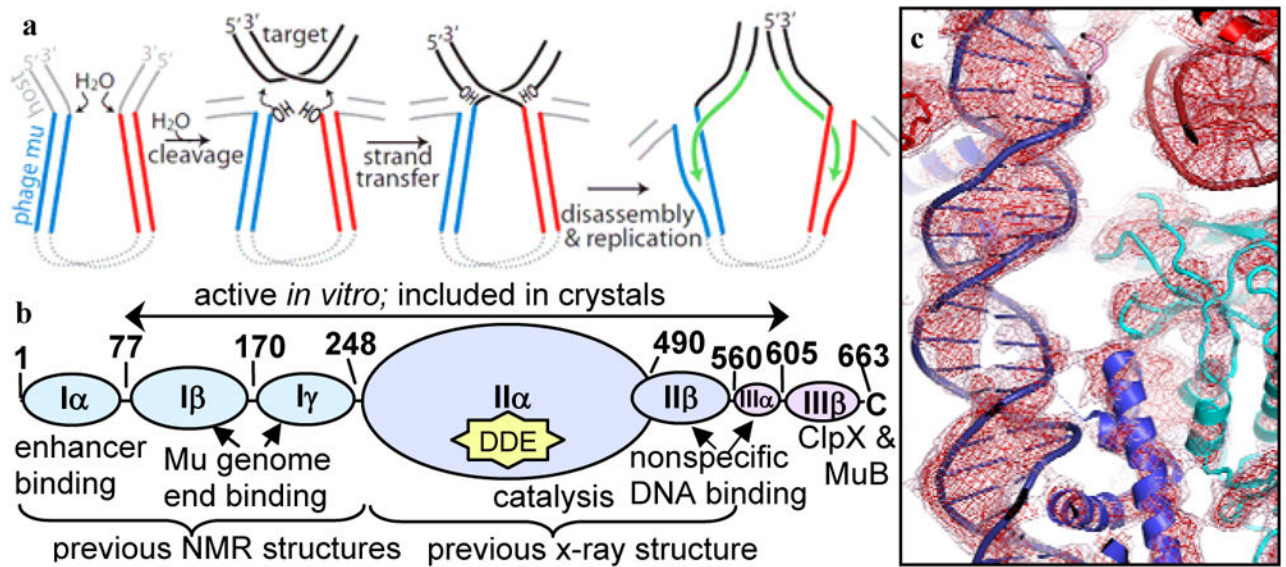 a
5' 3'
3' 5'
host
H₂O
phage mu
H₂O
cleavage
5' 3'
target
OH
HO
strand
transfer
5' 3'
OH
HO
disassembly
& replication
5' 3'
b
active in vitro; included in crystals
1
77
170
248
490
560
605
663
Iα
Iβ
Iγ
IIα
DDE
IIβ
IIIα
IIIβ
C
enhancer
binding
Mu genome
end binding
catalysis
nonspecific
DNA binding
ClpX &
MuB
previous NMR structures
previous x-ray structure
c